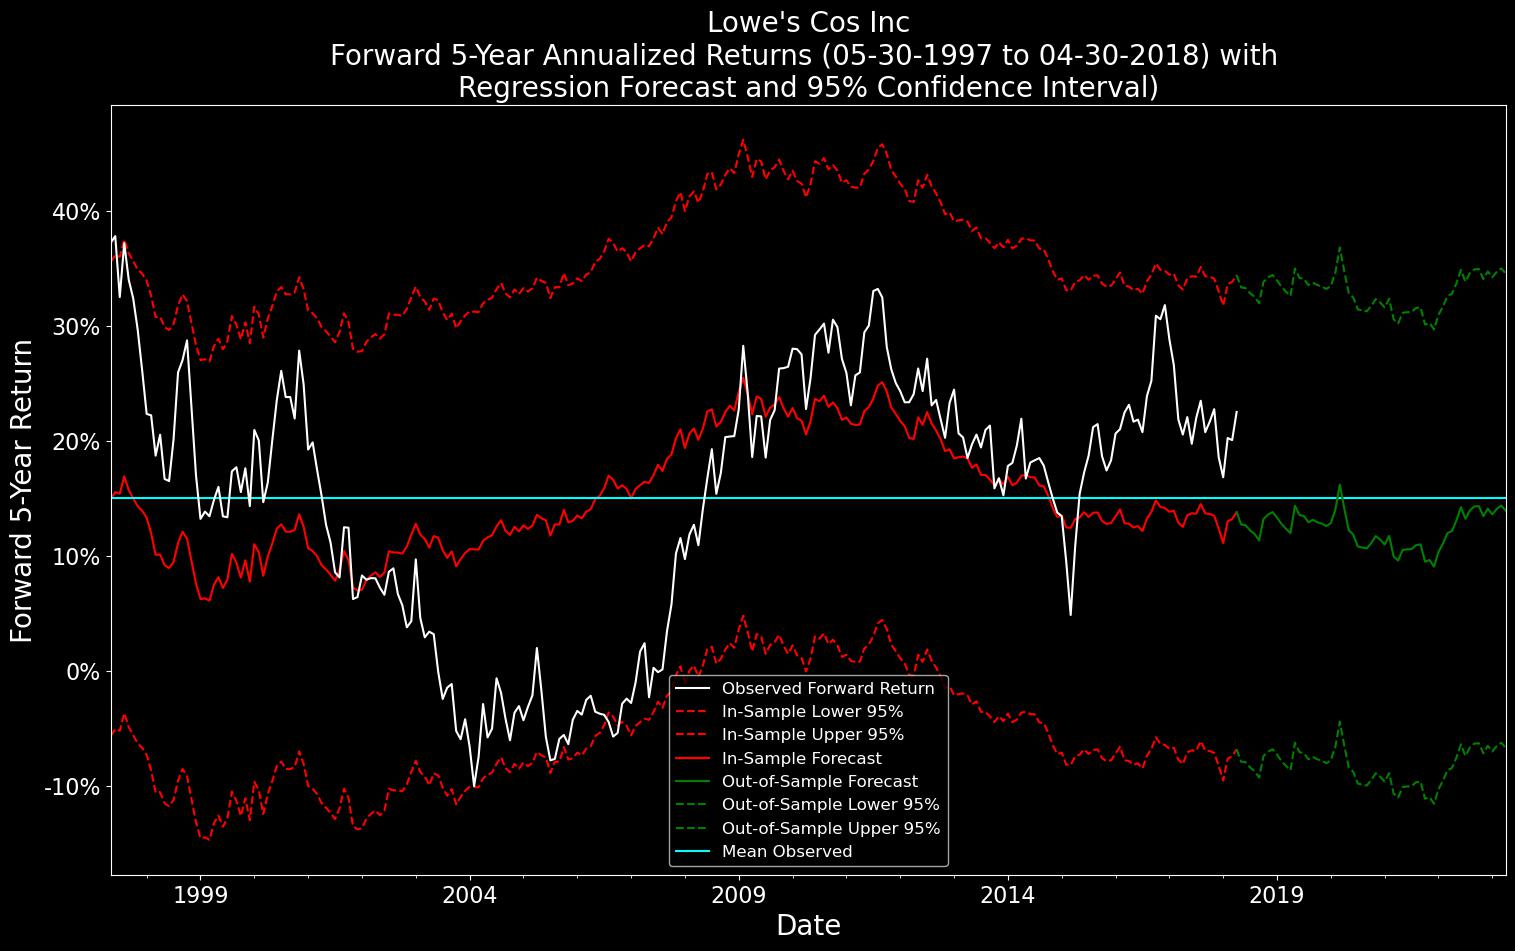 Lowe's Cos Inc
Forward 5-Year Annualized Returns (05-30-1997 to 04-30-2018) with
Regression Forecast and 95% Confidence Interval)
Forward 5-Year Return
40%
30%
20%
10%
0%
-10%
Observed Forward Return
In-Sample Lower 95%
In-Sample Upper 95%
In-Sample Forecast
Out-of-Sample Forecast
Out-of-Sample Lower 95%
Out-of-Sample Upper 95%
Mean Observed
1999
2004
2009
2014
2019
Date